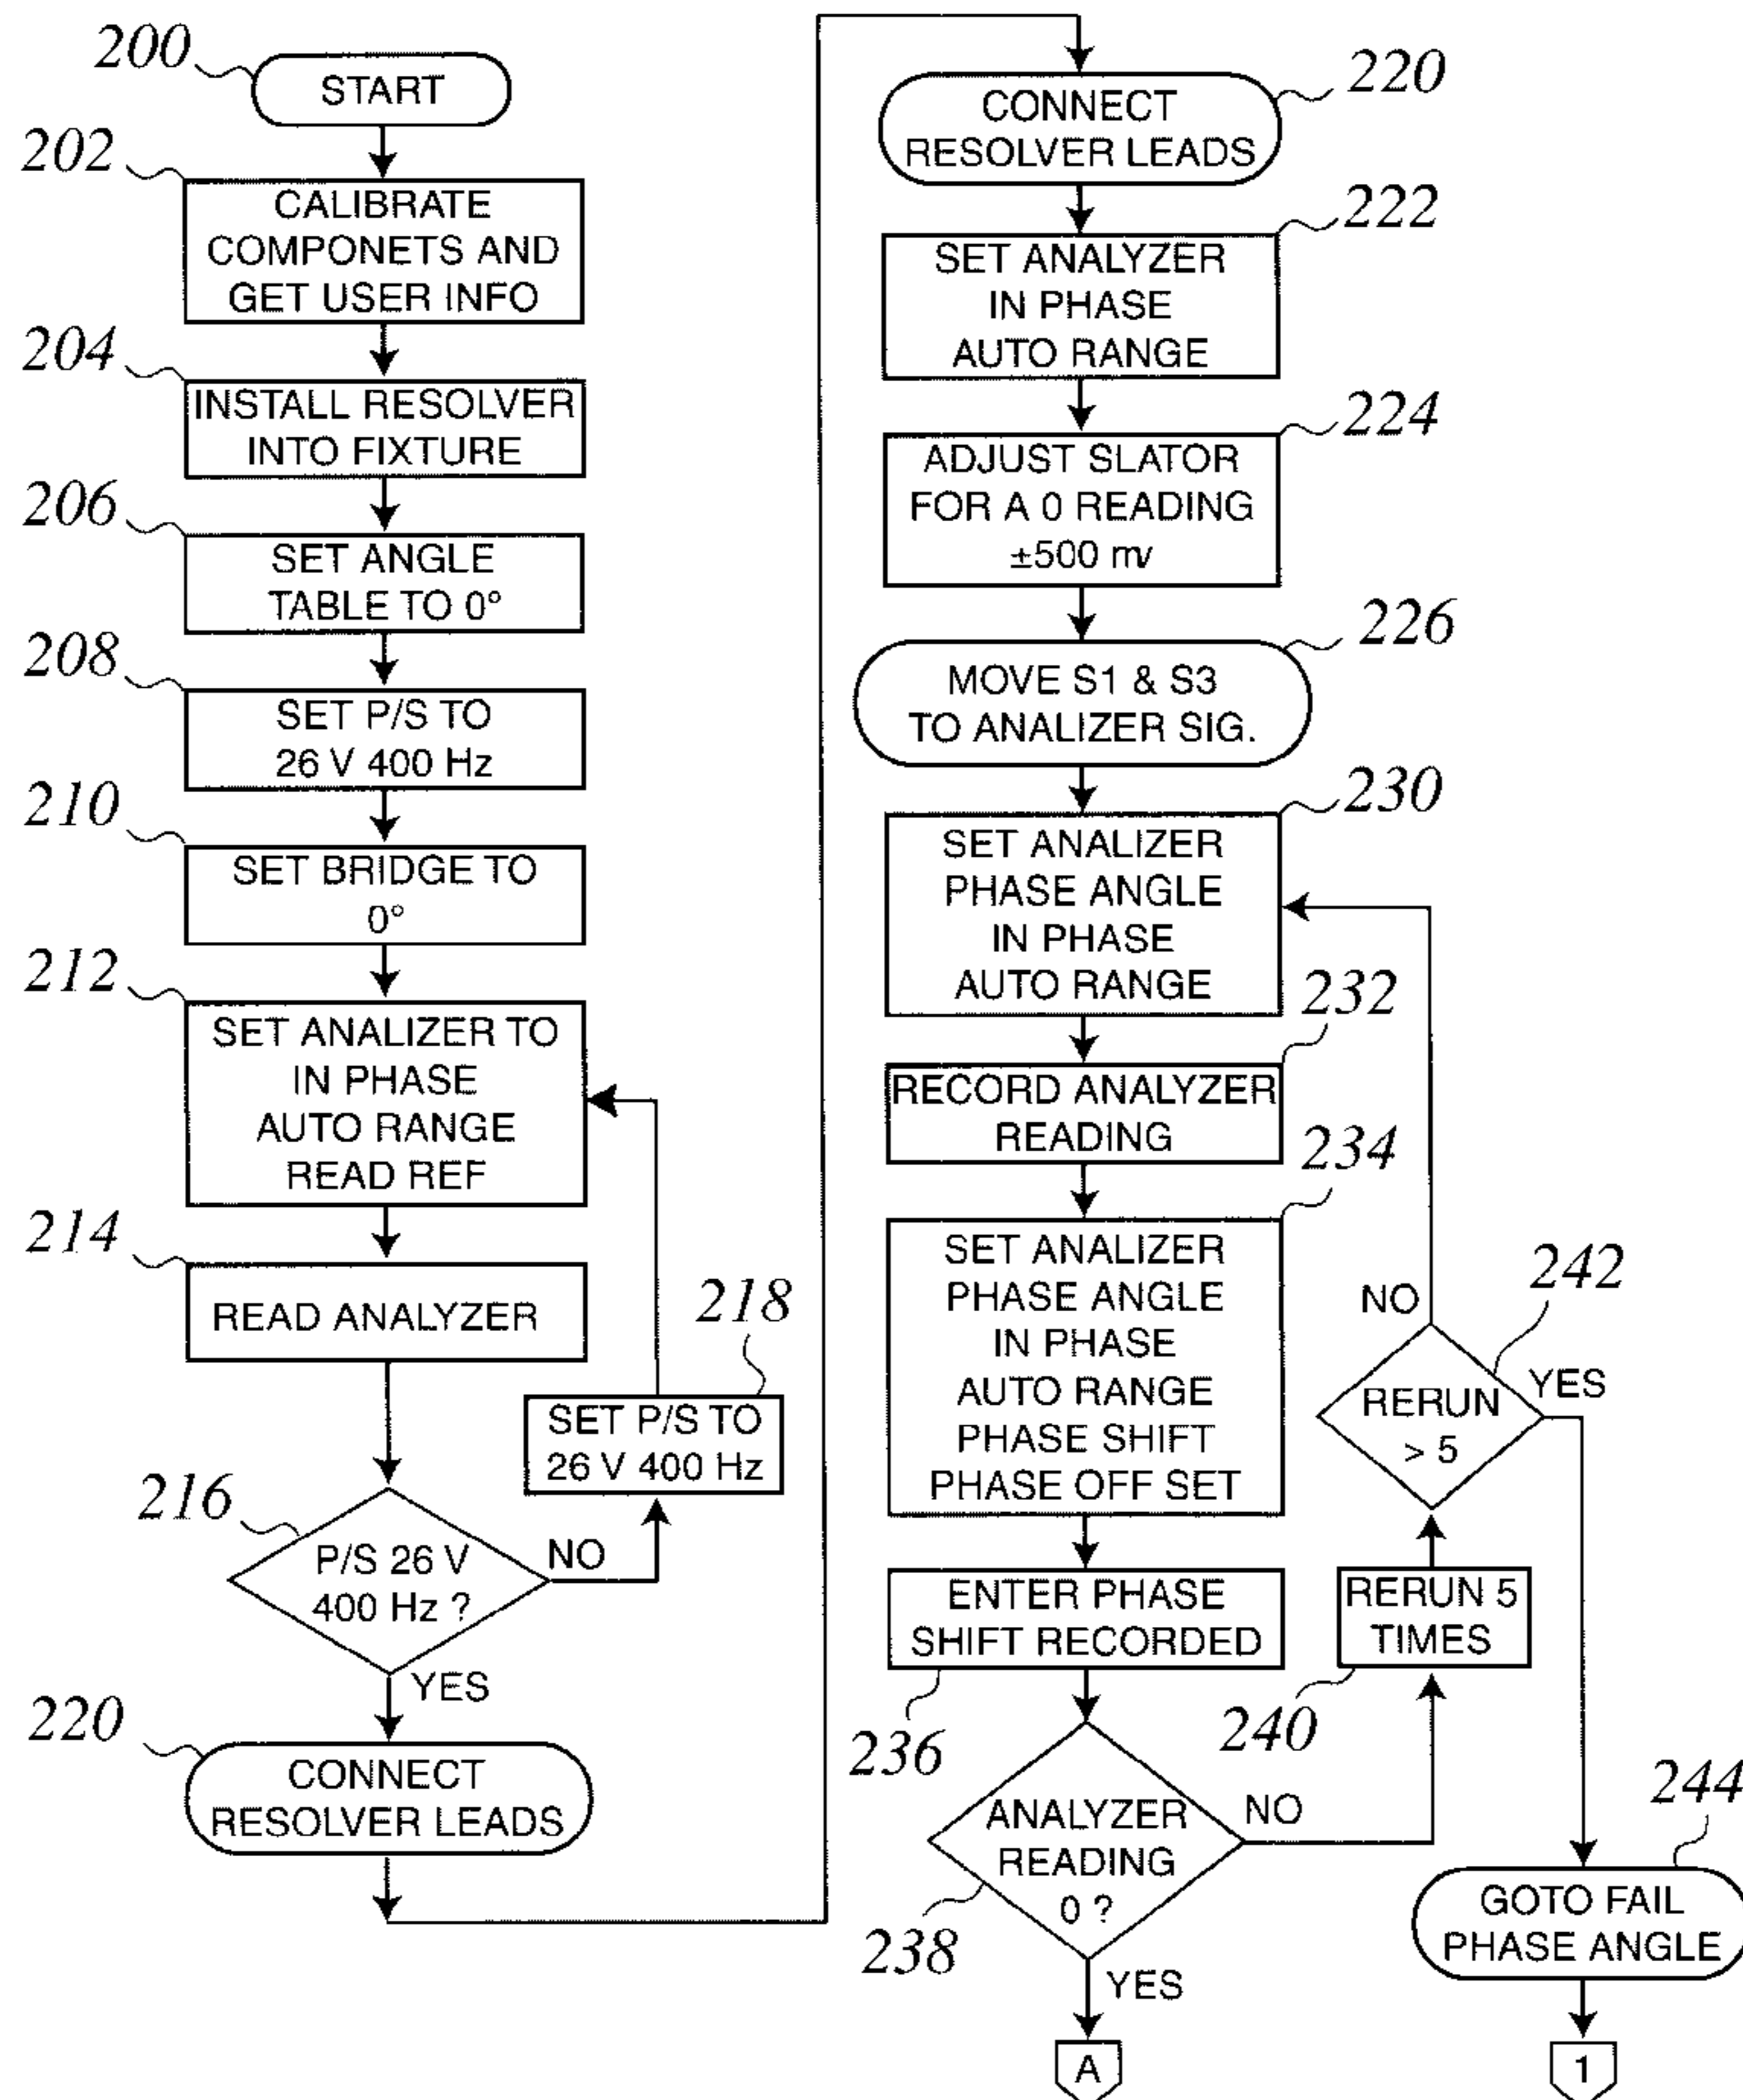 200
START
202
CALIBRATE
COMPONETS AND
GET USER INFO
204
INSTALL RESOLVER
INTO FIXTURE
206
SET ANGLE
TABLE TO 0°
208
SET P/S TO
26 V 400 Hz
210
SET BRIDGE TO
0°
212
SET ANALIZER TO
IN PHASE
AUTO RANGE
READ REF
214
READ ANALYZER
218
SET P/S TO
26 V 400 Hz
216
P/S 26 V
400 Hz ?
NO
YES
220
CONNECT
RESOLVER LEADS
220
CONNECT
RESOLVER LEADS
222
SET ANALYZER
IN PHASE
AUTO RANGE
224
ADJUST SLATOR
FOR A 0 READING
±500 mv
226
MOVE S1 & S3
TO ANALIZER SIG.
230
SET ANALIZER
PHASE ANGLE
IN PHASE
AUTO RANGE
232
RECORD ANALYZER
READING
234
SET ANALIZER
PHASE ANGLE
IN PHASE
AUTO RANGE
PHASE SHIFT
PHASE OFF SET
236
ENTER PHASE
SHIFT RECORDED
238
ANALYZER
READING
0 ?
NO
YES
A
240
RERUN 5
TIMES
242
RERUN
> 5
NO
YES
244
GOTO FAIL
PHASE ANGLE
1